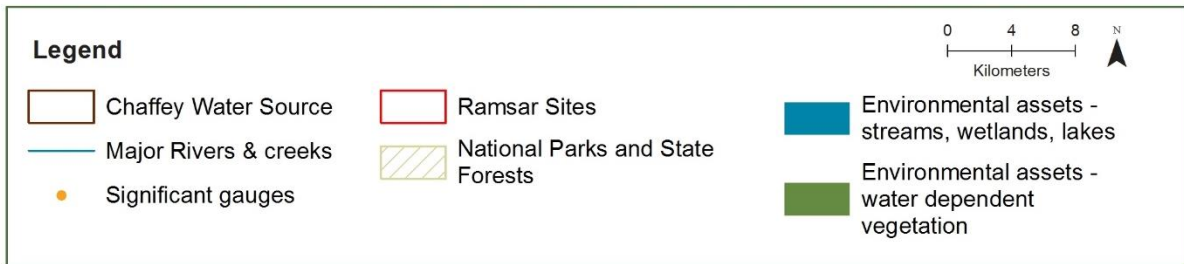 Legend
0 4 8
N
Kilometers
Chaffey Water Source
Major Rivers & creeks
Significant gauges
Ramsar Sites
National Parks and State
Forests
Environmental assets -
streams, wetlands, lakes
Environmental assets -
water dependent
vegetation